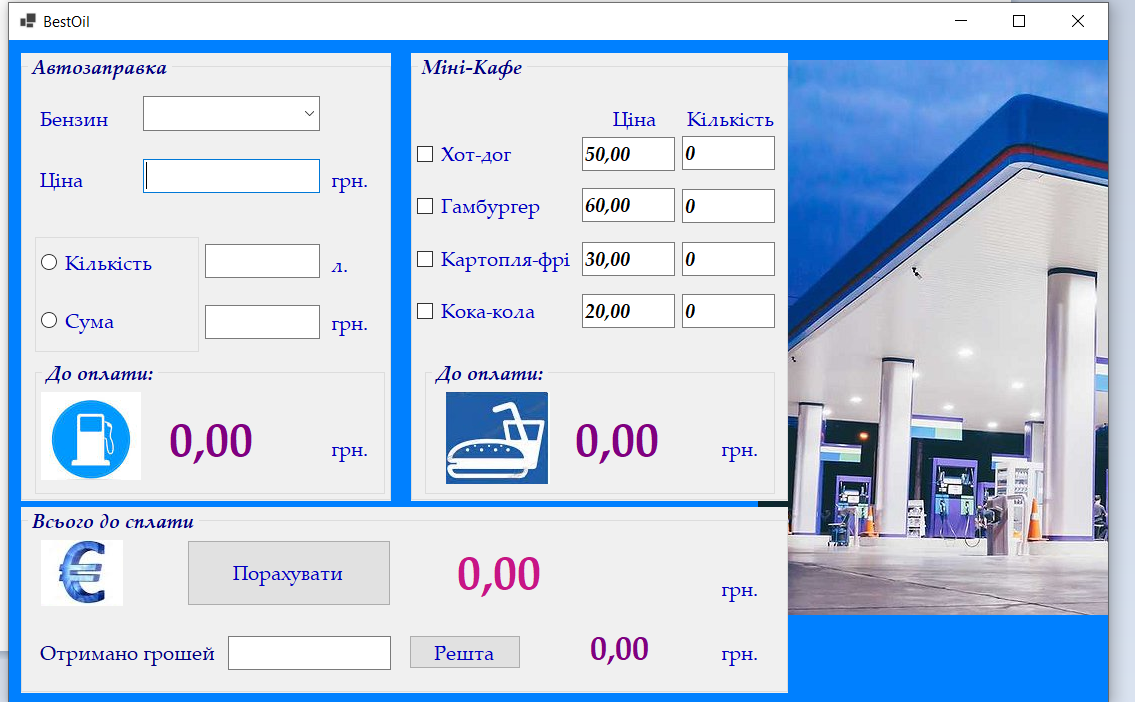 BestOil
Автозаправка
Бензин
Ціна грн.
Кількість л.
Сума грн.
До оплати:
0,00 грн.
Міні-Кафе
Ціна Кількість
Хот-дог 50,00 0
Гамбургер 60,00 0
Картопля-фрі 30,00 0
Кока-кола 20,00 0
До оплати:
0,00 грн.
Всього до сплати
Порахувати 0,00 грн.
Отримано грошей Решта 0,00 грн.